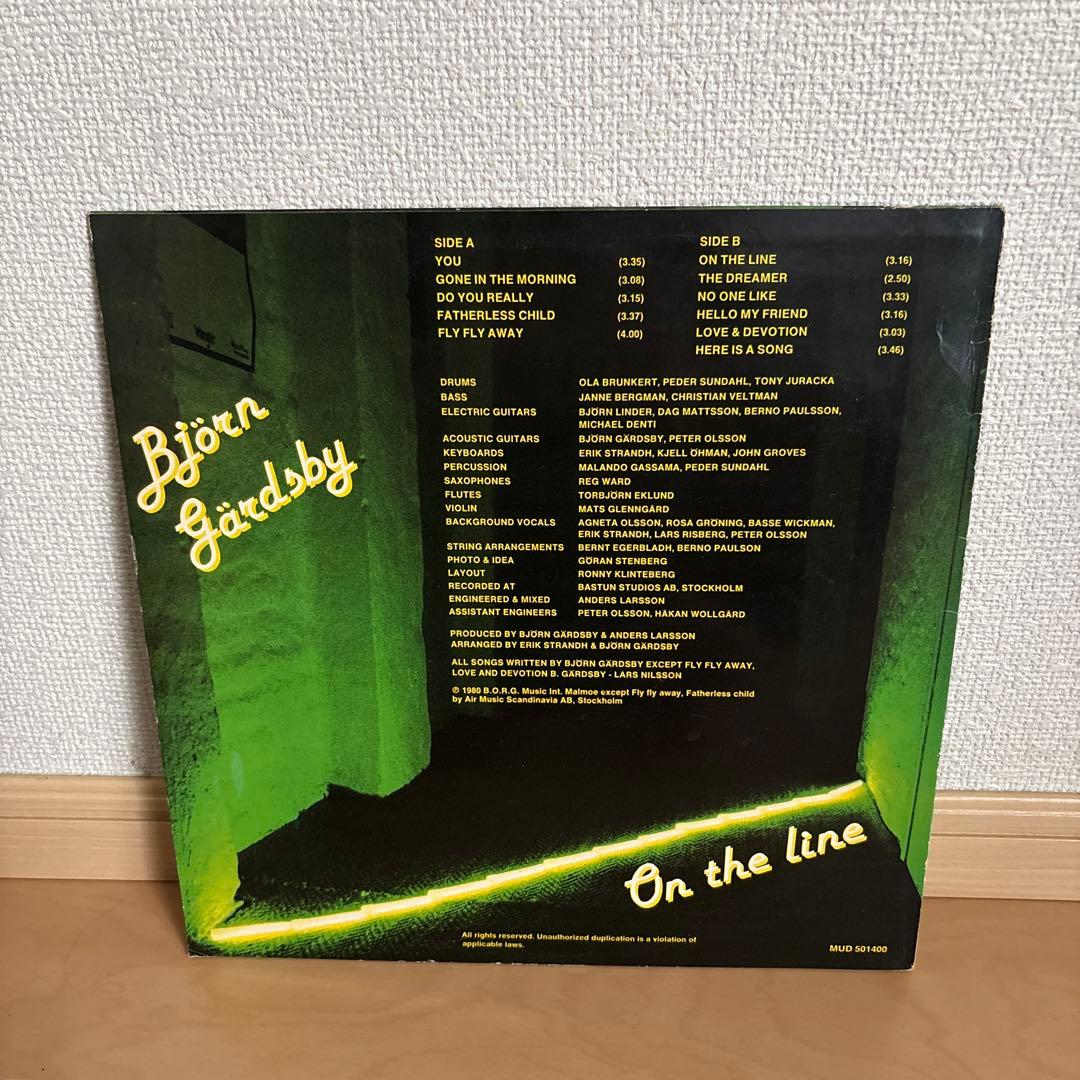 SIDE A
YOU (3.35)
GONE IN THE MORNING (3.08)
DO YOU REALLY (3.15)
FATHERLESS CHILD (3.37)
FLY FLY AWAY (4.00)
SIDE B
ON THE LINE (3.16)
THE DREAMER (2.50)
NO ONE LIKE (3.33)
HELLO MY FRIEND (3.16)
LOVE & DEVOTION (3.03)
HERE IS A SONG (3.46)
Björn
Gärdsby
DRUMS OLA BRUNKERT, PEDER SUNDAHL, TONY JURACKA
BASS JANNE BERGMAN, CHRISTIAN VELTMAN
ELECTRIC GUITARS BJÖRN LINDER, DAG MATTSSON, BERNO PAULSSON,
MICHAEL DENTI
ACOUSTIC GUITARS BJÖRN GÄRDSBY, PETER OLSSON
KEYBOARDS ERIK STRANDH, KJELL ÖHMAN, JOHN GROVES
PERCUSSION MALANDO GASSAMA, PEDER SUNDAHL
SAXOPHONES REG WARD
FLUTES TORBJÖRN EKLUND
VIOLIN MATS GLENNGÅRD
BACKGROUND VOCALS AGNETA OLSSON, ROSA GRÖNING, BASSE WICKMAN,
ERIK STRANDH, LARS RISBERG, PETER OLSSON
STRING ARRANGEMENTS BERNT EGERBLADH, BERNO PAULSON
PHOTO & IDEA GÖRAN STENBERG
LAYOUT RONNY KLINTEBERG
RECORDED AT BASTUN STUDIOS AB, STOCKHOLM
ENGINEERED & MIXED ANDERS LARSSON
ASSISTANT ENGINEERS PETER OLSSON, HÅKAN WOLLGÅRD
PRODUCED BY BJÖRN GÄRDSBY & ANDERS LARSSON
ARRANGED BY ERIK STRANDH & BJÖRN GÄRDSBY
ALL SONGS WRITTEN BY BJÖRN GÄRDSBY EXCEPT FLY FLY AWAY,
LOVE AND DEVOTION B. GÄRDSBY - LARS NILSSON
℗ 1980 B.O.R.G. Music Int. Malmoe except Fly fly away, Fatherless child
by Air Music Scandinavia AB, Stockholm
On the line
All rights reserved. Unauthorized duplication is a violation of
applicable laws.
MUD 501400